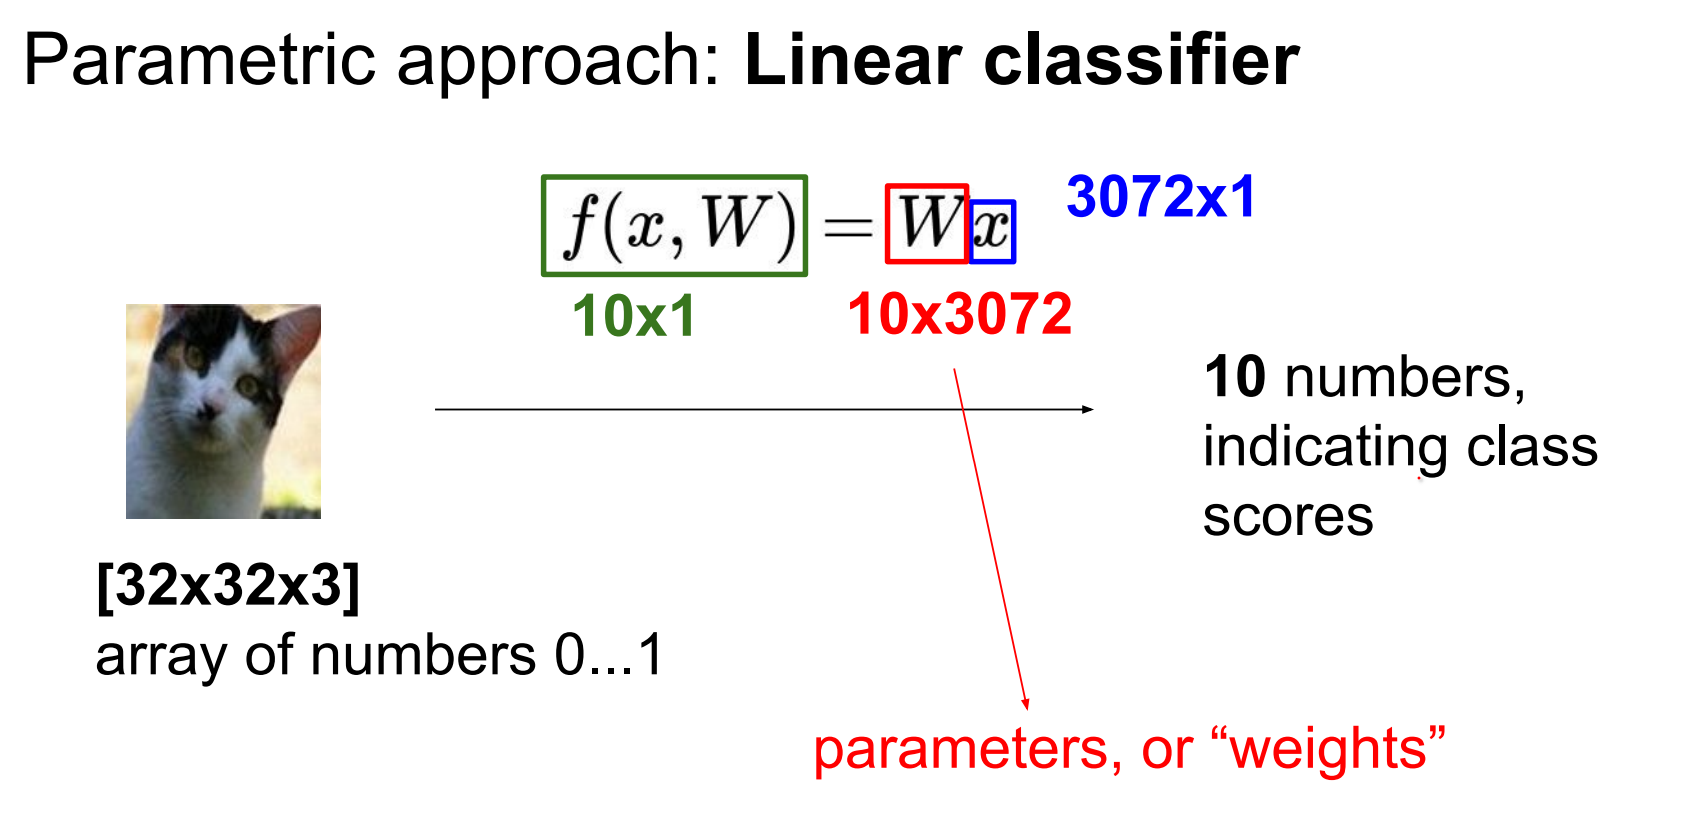 Parametric approach: Linear classifier
f(x, W) = Wx
3072x1
10x1
10x3072
10 numbers,
indicating class
scores
[32x32x3]
array of numbers 0...1
parameters, or “weights”